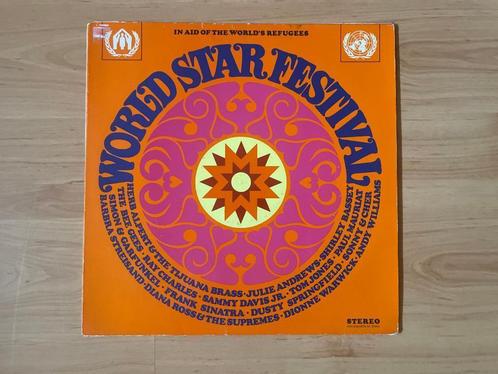 IN AID OF THE WORLD'S REFUGEES
WORLD STAR FESTIVAL
HERB ALPERT & THE TIJUANA BRASS · JULIE ANDREWS · SHIRLEY BASSEY
THE BEE GEES · RAY CHARLES · SAMMY DAVIS JR. · TOM JONES · PAUL MAURIAT
SIMON & GARFUNKEL · FRANK SINATRA · DUSTY SPRINGFIELD · SONNY & CHER
BARBRA STREISAND · DIANA ROSS & THE SUPREMES · DIONNE WARWICK · ANDY WILLIAMS
STEREO